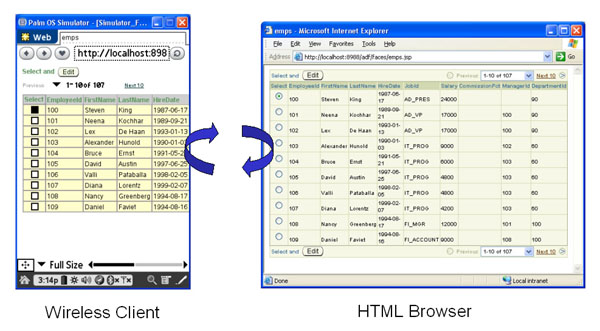 Palm OS Simulator - [Simulator_F...
Web
emps
http://localhost:898
Select and Edit
Previous 1-10 of 107 Next 10
Select EmployeeId FirstName LastName HireDate
100 Steven King 1987-06-17
101 Neena Kochhar 1989-09-21
102 Lex De Haan 1993-01-13
103 Alexander Hunold 1990-01-03
104 Bruce Ernst 1991-05-21
105 David Austin 1997-06-25
106 Valli Pataballa 1998-02-05
107 Diana Lorentz 1999-02-07
108 Nancy Greenberg 1994-08-17
109 Daniel Faviet 1994-08-16
Full Size
3:14p
Wireless Client
emps - Microsoft Internet Explorer
File Edit View Favorites Tools Help
Address http://localhost:8988/adf/faces/emps.jsp Go
Select and Edit Previous 1-10 of 107 Next 10
Select EmployeeId FirstName LastName HireDate JobId Salary CommissionPct ManagerId DepartmentId
100 Steven King 1987-06-17 AD_PRES 24000 90
101 Neena Kochhar 1989-09-21 AD_VP 17000 100 90
102 Lex De Haan 1993-01-13 AD_VP 17000 100 90
103 Alexander Hunold 1990-01-03 IT_PROG 9000 102 60
104 Bruce Ernst 1991-05-21 IT_PROG 6000 103 60
105 David Austin 1997-06-25 IT_PROG 4800 103 60
106 Valli Pataballa 1998-02-05 IT_PROG 4800 103 60
107 Diana Lorentz 1999-02-07 IT_PROG 4200 103 60
108 Nancy Greenberg 1994-08-17 FI_MGR 12000 101 100
109 Daniel Faviet 1994-08-16 FI_ACCOUNT 9000 108 100
Select and Edit Previous 1-10 of 107 Next 10
Done Local intranet
HTML Browser